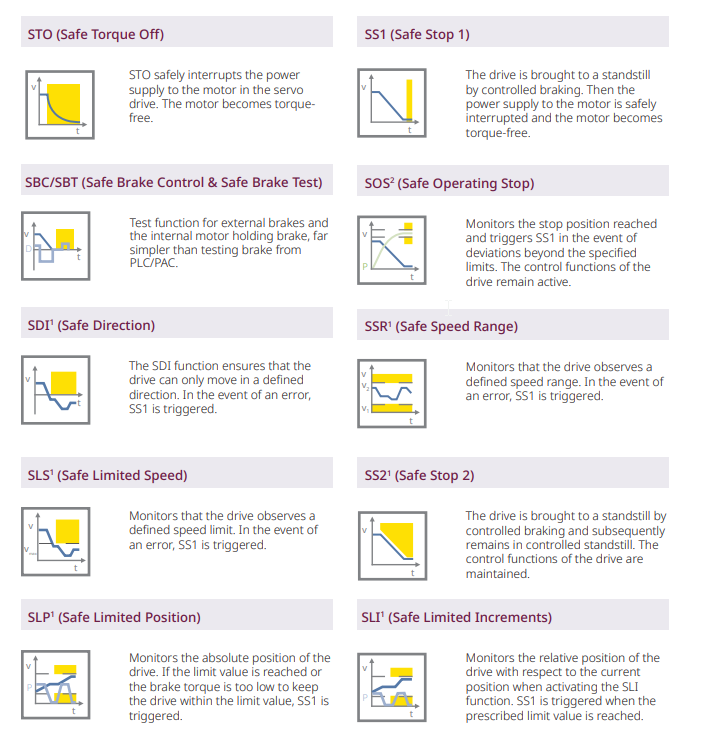 STO (Safe Torque Off)
v
t
STO safely interrupts the power
supply to the motor in the servo
drive. The motor becomes torque-
free.
SS1 (Safe Stop 1)
v
t
The drive is brought to a standstill
by controlled braking. Then the
power supply to the motor is safely
interrupted and the motor becomes
torque-free.
SBC/SBT (Safe Brake Control & Safe Brake Test)
v
t
Test function for external brakes and
the internal motor holding brake, far
simpler than testing brake from
PLC/PAC.
SOS² (Safe Operating Stop)
v
P
t
Monitors the stop position reached
and triggers SS1 in the event of
deviations beyond the specified
limits. The control functions of the
drive remain active.
SDI¹ (Safe Direction)
v
t
The SDI function ensures that the
drive can only move in a defined
direction. In the event of an error,
SS1 is triggered.
SSR¹ (Safe Speed Range)
v
v₂
v₁
t
Monitors that the drive observes a
defined speed range. In the event of
an error, SS1 is triggered.
SLS¹ (Safe Limited Speed)
v
t
Monitors that the drive observes a
defined speed limit. In the event of
an error, SS1 is triggered.
SS2¹ (Safe Stop 2)
v
t
The drive is brought to a standstill by
controlled braking and subsequently
remains in controlled standstill. The
control functions of the drive are
maintained.
SLP¹ (Safe Limited Position)
v
P
t
Monitors the absolute position of the
drive. If the limit value is reached or
the brake torque is too low to keep
the drive within the limit value, SS1 is
triggered.
SLI¹ (Safe Limited Increments)
v
P
t
Monitors the relative position of the
drive with respect to the current
position when activating the SLI
function. SS1 is triggered when the
prescribed limit value is reached.